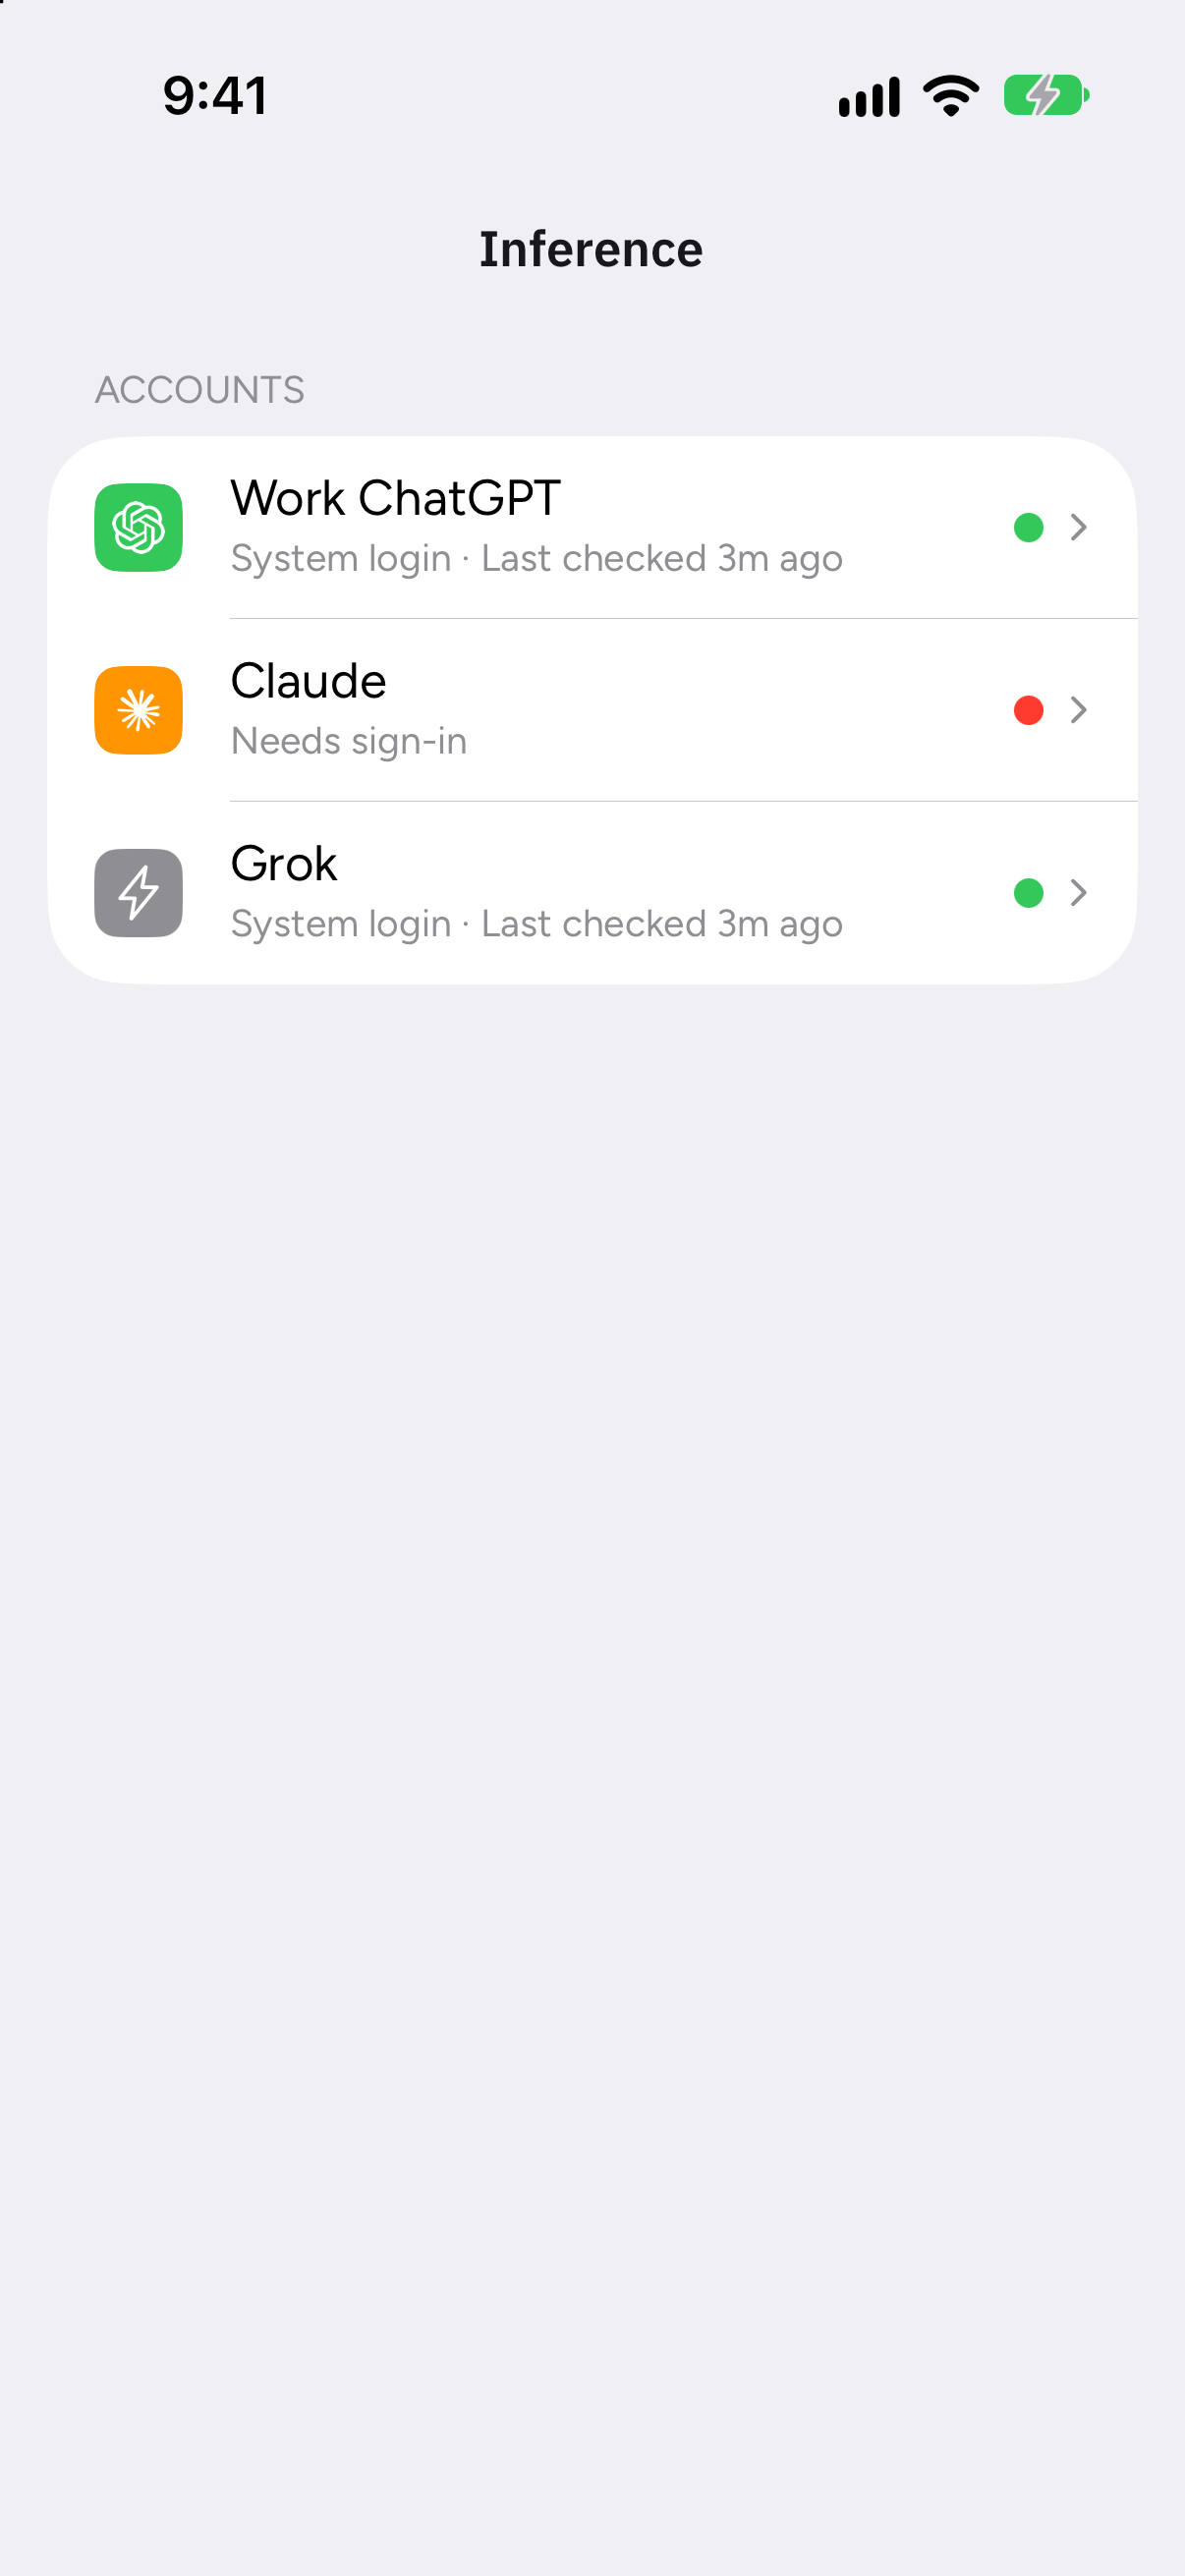 9:41
Inference
ACCOUNTS
Work ChatGPT
System login · Last checked 3m ago
Claude
Needs sign-in
Grok
System login · Last checked 3m ago